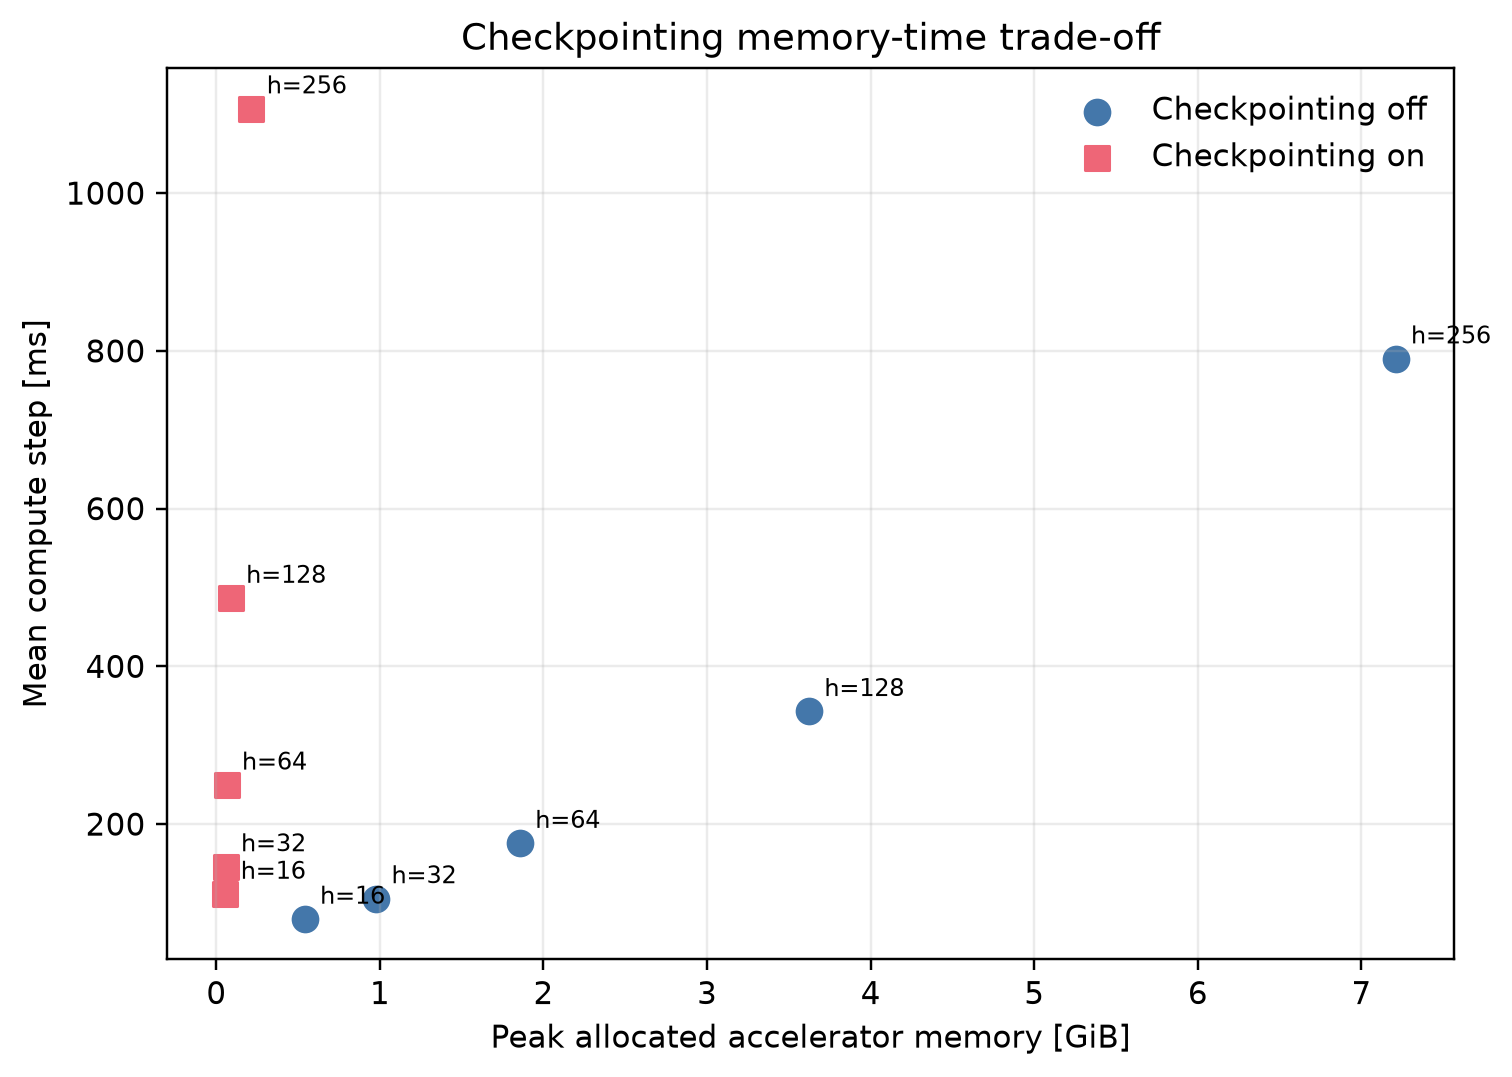 Checkpointing memory-time trade-off
h=256
Checkpointing off
Checkpointing on
1000
h=256
800
600
h=128
400
h=128
h=64
200
h=64
h=32
h=16
h=32
h=16
0 1 2 3 4 5 6 7
Mean compute step [ms]
Peak allocated accelerator memory [GiB]